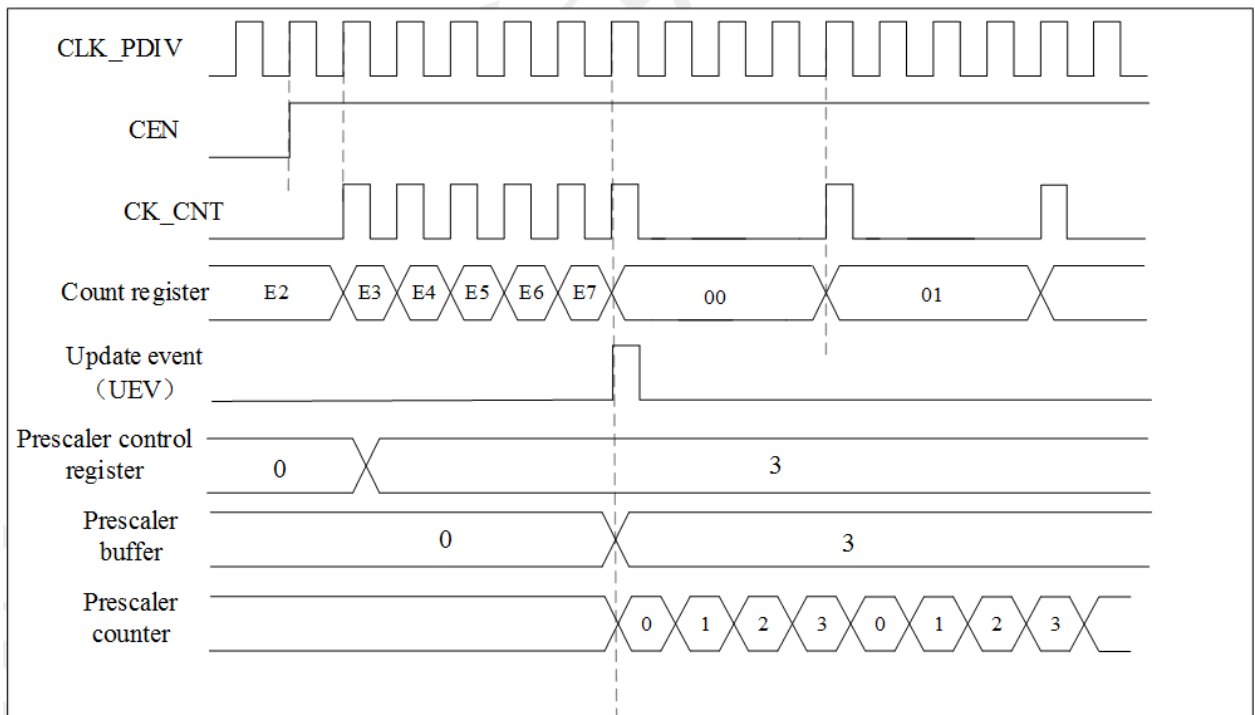 CLK_PDIV
CEN
CK_CNT
Count register E2 E3 E4 E5 E6 E7 00 01
Update event
（UEV）
Prescaler control
register 0 3
Prescaler
buffer 0 3
Prescaler
counter 0 1 2 3 0 1 2 3